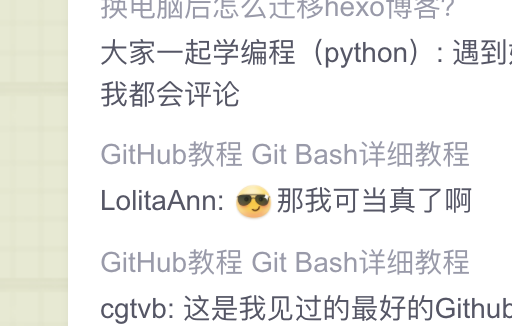 换电脑后怎么迁移hexo博客?
大家一起学编程（python）: 遇到
我都会评论
GitHub教程 Git Bash详细教程
LolitaAnn: 😎那我可当真了啊
GitHub教程 Git Bash详细教程
cgtvb: 这是我见过的最好的Github